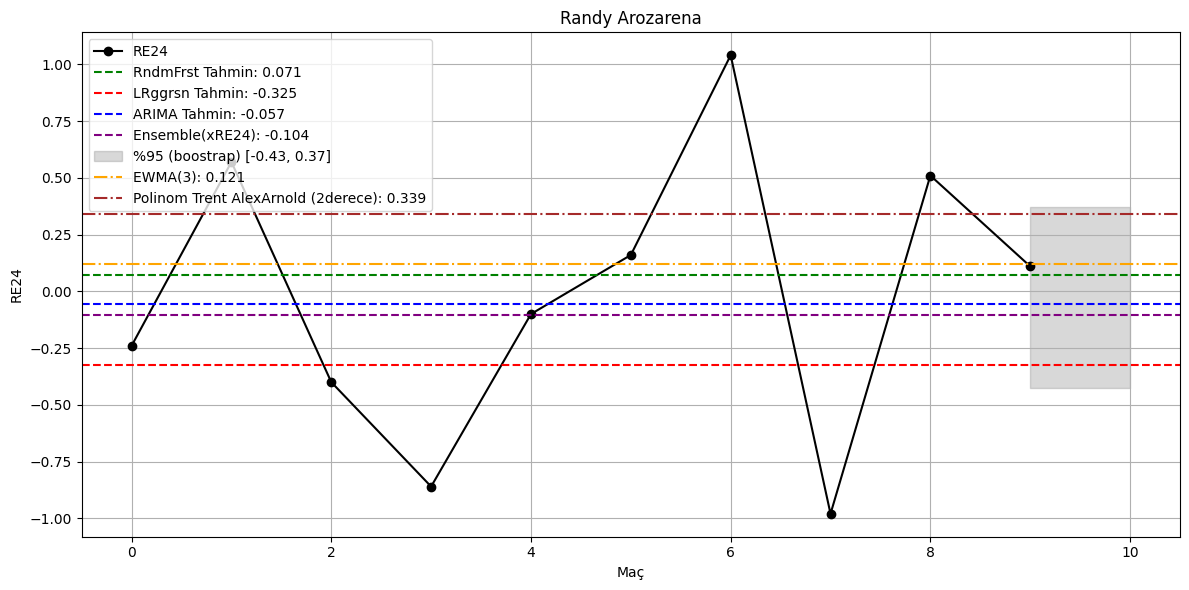 Randy Arozarena
RE24
RndmFrst Tahmin: 0.071
LRggrsn Tahmin: -0.325
ARIMA Tahmin: -0.057
Ensemble(xRE24): -0.104
%95 (boostrap) [-0.43, 0.37]
EWMA(3): 0.121
Polinom Trent AlexArnold (2derece): 0.339
1.00
0.75
0.50
0.25
0.00
−0.25
−0.50
−0.75
−1.00
RE24
0 2 4 6 8 10
Maç